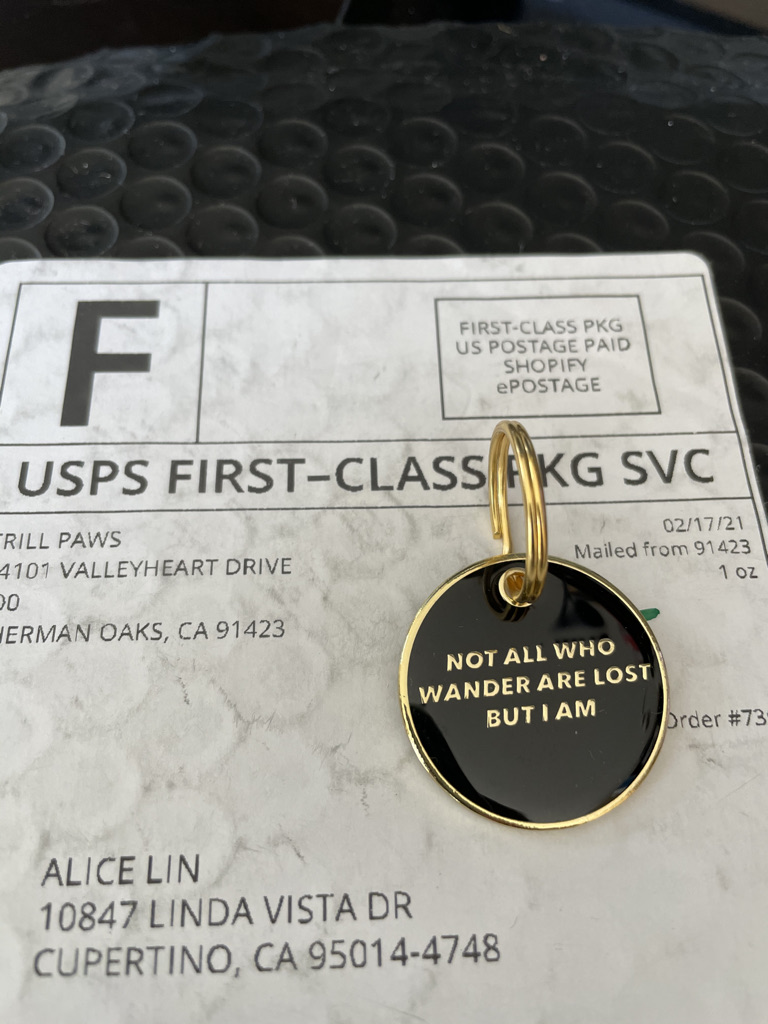 F
FIRST-CLASS PKG
US POSTAGE PAID
SHOPIFY
ePOSTAGE
USPS FIRST-CLASS PKG SVC
TRILL PAWS
4101 VALLEYHEART DRIVE
00
HERMAN OAKS, CA 91423
02/17/21
Mailed from 91423
1 oz
Order #73
NOT ALL WHO
WANDER ARE LOST
BUT I AM
ALICE LIN
10847 LINDA VISTA DR
CUPERTINO, CA 95014-4748